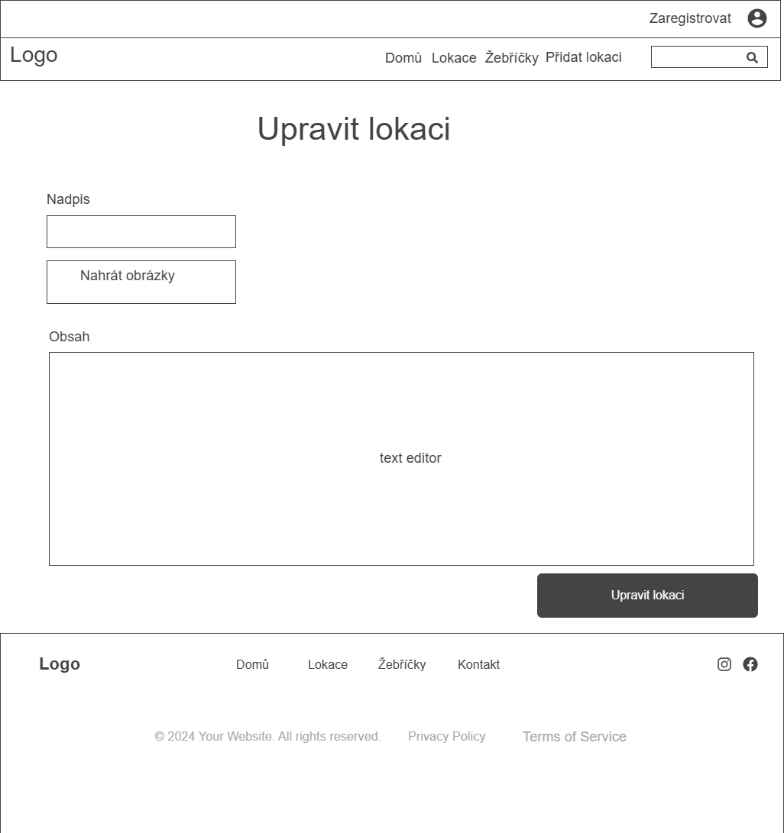 Zaregistrovat
Logo
Domů Lokace Žebříčky Přidat lokaci
Upravit lokaci
Nadpis
Nahrát obrázky
Obsah
text editor
Upravit lokaci
Logo Domů Lokace Žebříčky Kontakt
© 2024 Your Website. All rights reserved. Privacy Policy Terms of Service